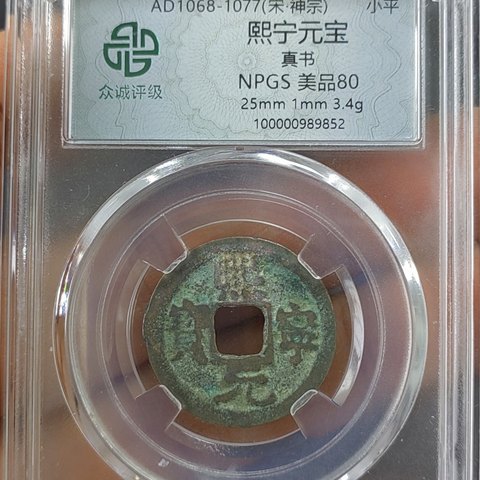 AD1068-1077(宋·神宗) 小平
熙宁元宝
真书
众诚评级
NPGS 美品80
25mm 1mm 3.4g
100000989852
熙
寶 寧
元